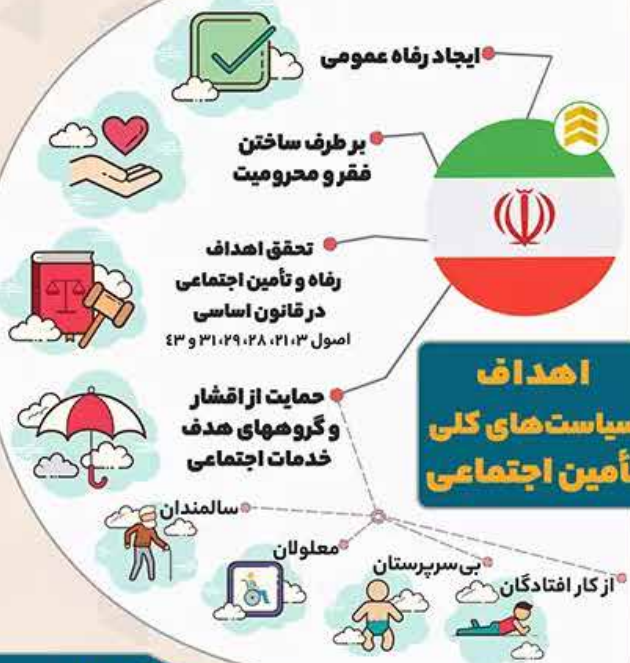 ایجاد رفاه عمومی
بر طرف ساختن
فقر و محرومیت
تحقق اهداف
رفاه و تأمین اجتماعی
در قانون اساسی
اصول ۳، ۲۱، ۲۸، ۲۹، ۳۱ و ٤۳
حمایت از اقشار
و گروههای هدف
خدمات اجتماعی
سالمندان
معلولان
بی‌سرپرستان
از کار افتادگان
اهداف
سیاست‌های کلی
تأمین اجتماعی